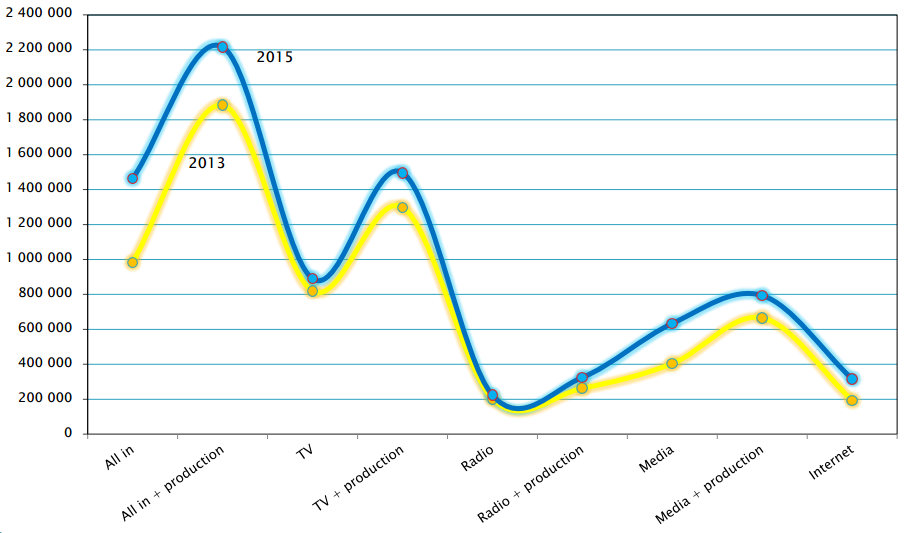 2 400 000
2 200 000
2 000 000
1 800 000
1 600 000
1 400 000
1 200 000
1 000 000
800 000
600 000
400 000
200 000
0
2015
2013
All in
All in + production
TV
TV + production
Radio
Radio + production
Media
Media + production
Internet